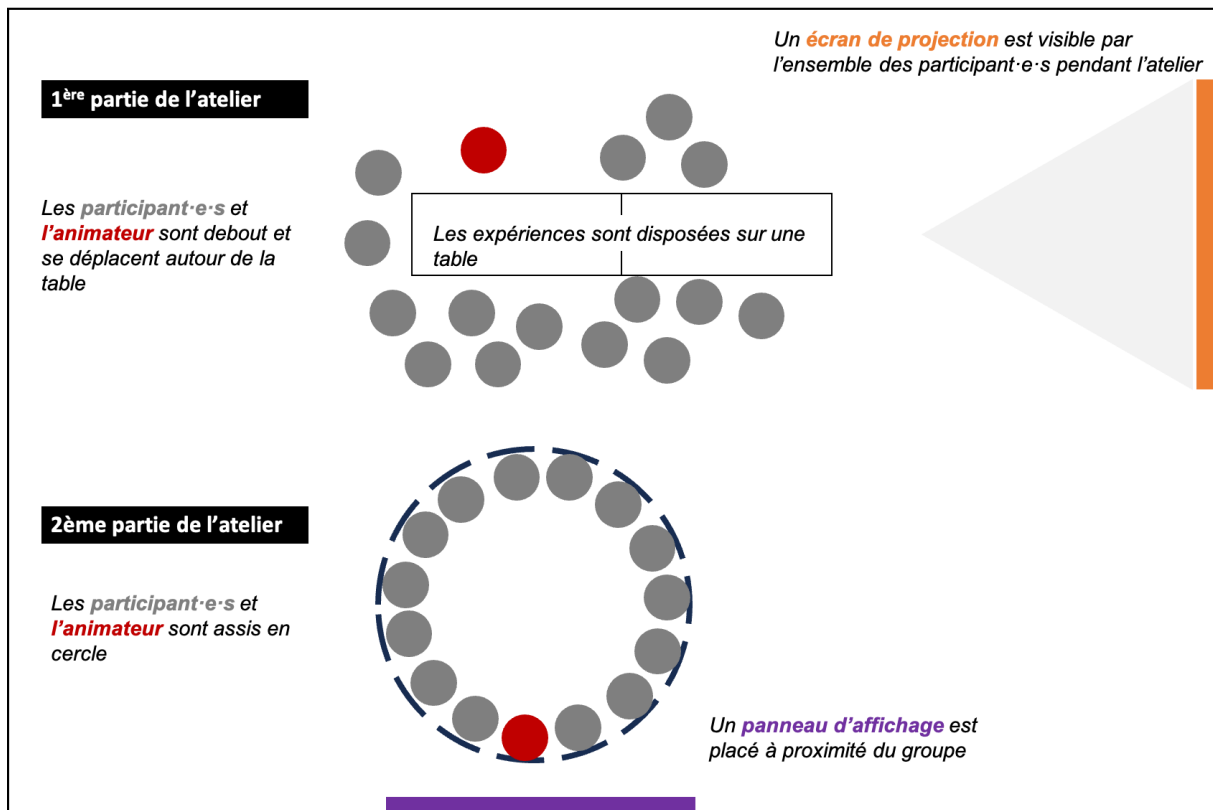 Un écran de projection est visible par
l’ensemble des participant·e·s pendant l’atelier
1ère partie de l’atelier
Les participant·e·s et
l’animateur sont debout et
se déplacent autour de la
table
Les expériences sont disposées sur une
table
2ème partie de l’atelier
Les participant·e·s et
l’animateur sont assis en
cercle
Un panneau d’affichage est
placé à proximité du groupe